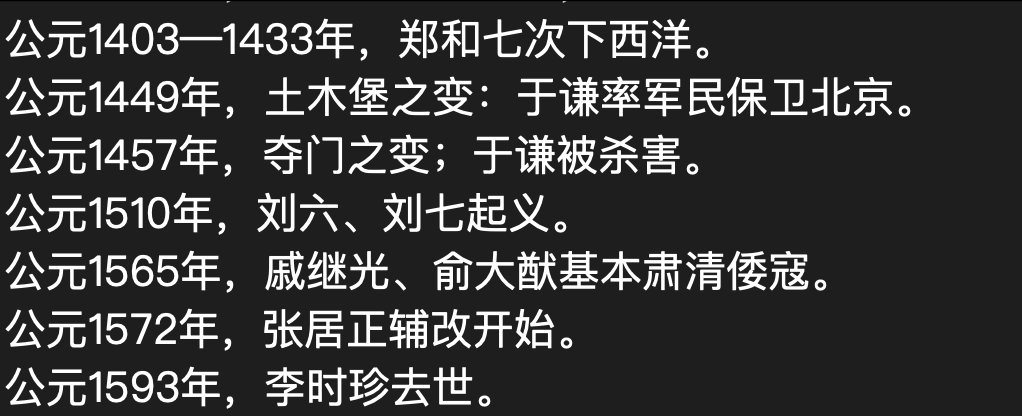 公元1403—1433年，郑和七次下西洋。
公元1449年，土木堡之变：于谦率军民保卫北京。
公元1457年，夺门之变；于谦被杀害。
公元1510年，刘六、刘七起义。
公元1565年，戚继光、俞大猷基本肃清倭寇。
公元1572年，张居正辅改开始。
公元1593年，李时珍去世。